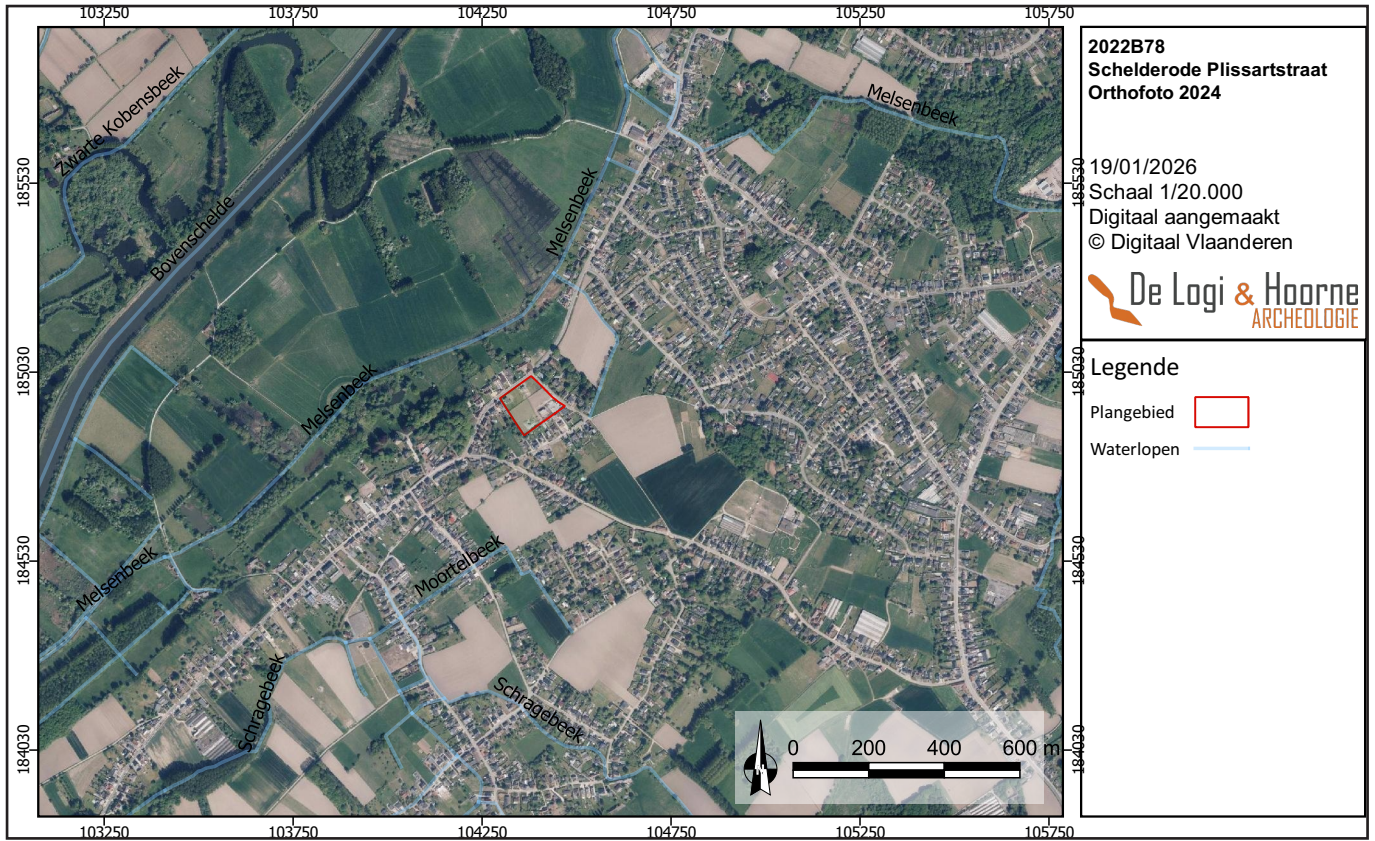 103250 103750 104250 104750 105250 105750
185530
185030
184530
184030
Zwarte Kobensbeek
Bovenschelde
Melsenbeek
Melsenbeek
Melsenbeek
Melsenbeek
Moortelbeek
Schragebeek
Schragebeek
0 200 400 600 m
N
185530
185030
184530
184030
103250 103750 104250 104750 105250 105750
2022B78
Schelderode Plissartstraat
Orthofoto 2024
19/01/2026
Schaal 1/20.000
Digitaal aangemaakt
© Digitaal Vlaanderen
De Logi & Hoorne
ARCHEOLOGIE
Legende
Plangebied
Waterlopen